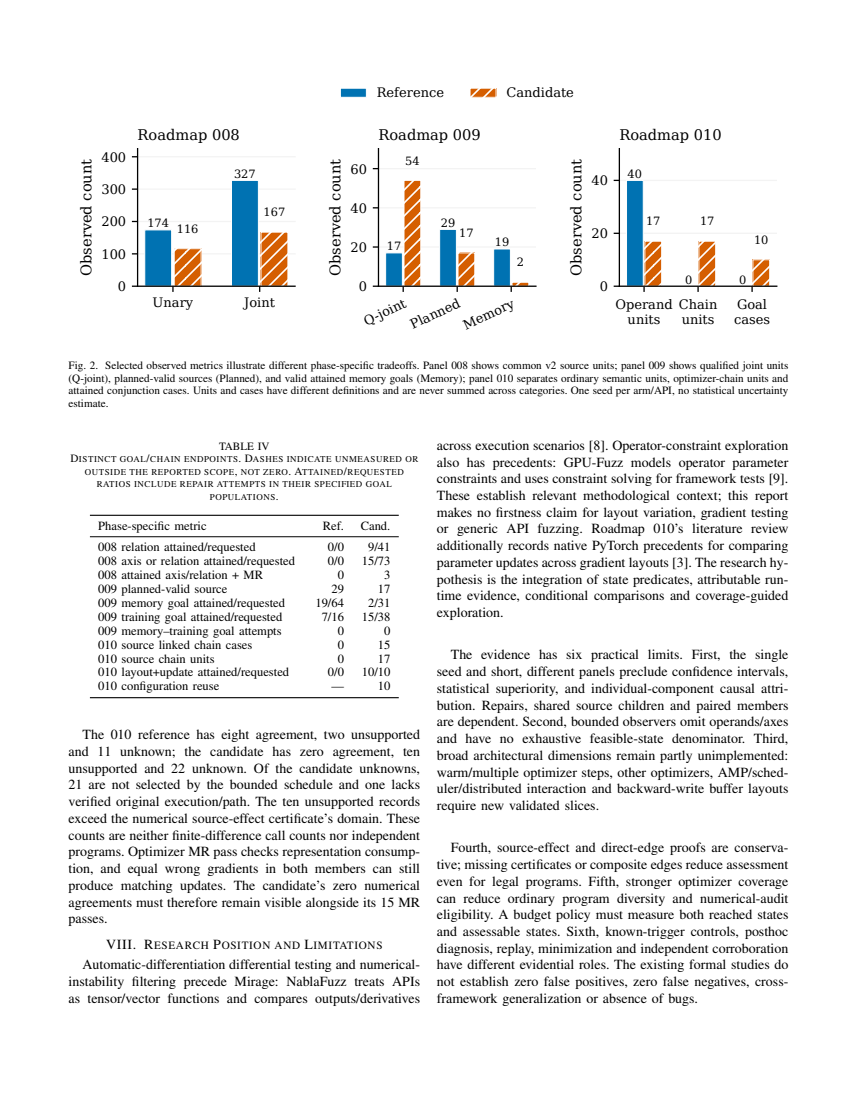 Reference Candidate
Roadmap 008
Observed count
400
300
200
100
0
174 116 327 167
Unary Joint
Roadmap 009
Observed count
60
40
20
0
17 54 29 17 19 2
Q-joint Planned Memory
Roadmap 010
Observed count
40
20
0
40 17 0 17 0 10
Operand units Chain units Goal cases
Fig. 2. Selected observed metrics illustrate different phase-specific tradeoffs. Panel 008 shows common v2 source units; panel 009 shows qualified joint units
(Q-joint), planned-valid sources (Planned), and valid attained memory goals (Memory); panel 010 separates ordinary semantic units, optimizer-chain units and
attained conjunction cases. Units and cases have different definitions and are never summed across categories. One seed per arm/API, no statistical uncertainty
estimate.
TABLE IV
DISTINCT GOAL/CHAIN ENDPOINTS. DASHES INDICATE UNMEASURED OR
OUTSIDE THE REPORTED SCOPE, NOT ZERO. ATTAINED/REQUESTED
RATIOS INCLUDE REPAIR ATTEMPTS IN THEIR SPECIFIED GOAL
POPULATIONS.
Phase-specific metric Ref. Cand.
008 relation attained/requested 0/0 9/41
008 axis or relation attained/requested 0/0 15/73
008 attained axis/relation + MR 0 3
009 planned-valid source 29 17
009 memory goal attained/requested 19/64 2/31
009 training goal attained/requested 7/16 15/38
009 memory–training goal attempts 0 0
010 source linked chain cases 0 15
010 source chain units 0 17
010 layout+update attained/requested 0/0 10/10
010 configuration reuse — 10
The 010 reference has eight agreement, two unsupported
and 11 unknown; the candidate has zero agreement, ten
unsupported and 22 unknown. Of the candidate unknowns,
21 are not selected by the bounded schedule and one lacks
verified original execution/path. The ten unsupported records
exceed the numerical source-effect certificate's domain. These
counts are neither finite-difference call counts nor independent
programs. Optimizer MR pass checks representation consump-
tion, and equal wrong gradients in both members can still
produce matching updates. The candidate's zero numerical
agreements must therefore remain visible alongside its 15 MR
passes.
VIII. RESEARCH POSITION AND LIMITATIONS
Automatic-differentiation differential testing and numerical-
instability filtering precede Mirage: NablaFuzz treats APIs
as tensor/vector functions and compares outputs/derivatives
across execution scenarios [8]. Operator-constraint exploration
also has precedents: GPU-Fuzz models operator parameter
constraints and uses constraint solving for framework tests [9].
These establish relevant methodological context; this report
makes no firstness claim for layout variation, gradient testing
or generic API fuzzing. Roadmap 010's literature review
additionally records native PyTorch precedents for comparing
parameter updates across gradient layouts [3]. The research hy-
pothesis is the integration of state predicates, attributable run-
time evidence, conditional comparisons and coverage-guided
exploration.
The evidence has six practical limits. First, the single
seed and short, different panels preclude confidence intervals,
statistical superiority, and individual-component causal attri-
bution. Repairs, shared source children and paired members
are dependent. Second, bounded observers omit operands/axes
and have no exhaustive feasible-state denominator. Third,
broad architectural dimensions remain partly unimplemented:
warm/multiple optimizer steps, other optimizers, AMP/sched-
uler/distributed interaction and backward-write buffer layouts
require new validated slices.
Fourth, source-effect and direct-edge proofs are conserva-
tive; missing certificates or composite edges reduce assessment
even for legal programs. Fifth, stronger optimizer coverage
can reduce ordinary program diversity and numerical-audit
eligibility. A budget policy must measure both reached states
and assessable states. Sixth, known-trigger controls, posthoc
diagnosis, replay, minimization and independent corroboration
have different evidential roles. The existing formal studies do
not establish zero false positives, zero false negatives, cross-
framework generalization or absence of bugs.